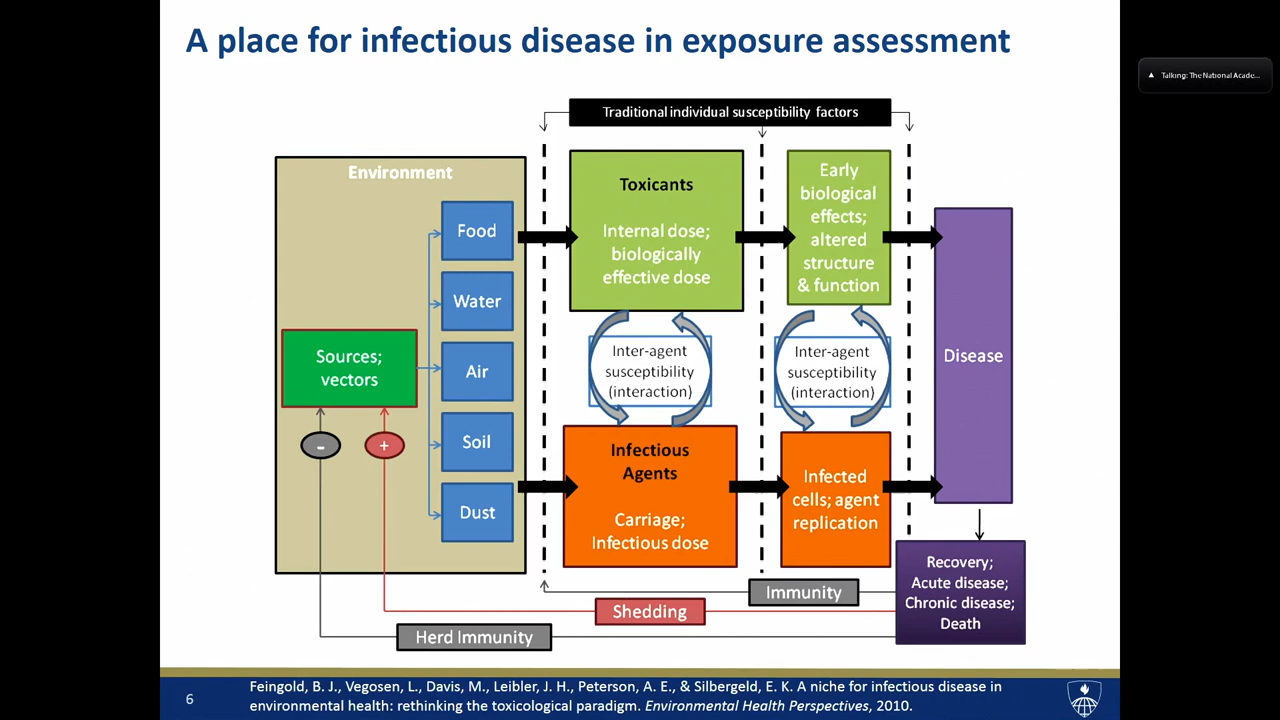 A place for infectious disease in exposure assessment
▲ Talking: The National Acade...
Traditional individual susceptibility factors
Environment
Sources;
vectors
Food
Water
Air
Soil
Dust
-
+
Toxicants
Internal dose;
biologically
effective dose
Early
biological
effects;
altered
structure
& function
Inter-agent
susceptibility
(interaction)
Inter-agent
susceptibility
(interaction)
Infectious
Agents
Carriage;
Infectious dose
Infected
cells; agent
replication
Disease
Recovery;
Acute disease;
Chronic disease;
Death
Immunity
Shedding
Herd Immunity
6
Feingold, B. J., Vegosen, L., Davis, M., Leibler, J. H., Peterson, A. E., & Silbergeld, E. K. A niche for infectious disease in
environmental health: rethinking the toxicological paradigm. Environmental Health Perspectives, 2010.